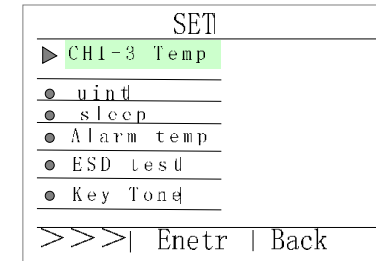 SET
CH1-3 Temp
uint
sleep
Alarm temp
ESD test
Key Tone
>>>| Enetr | Back